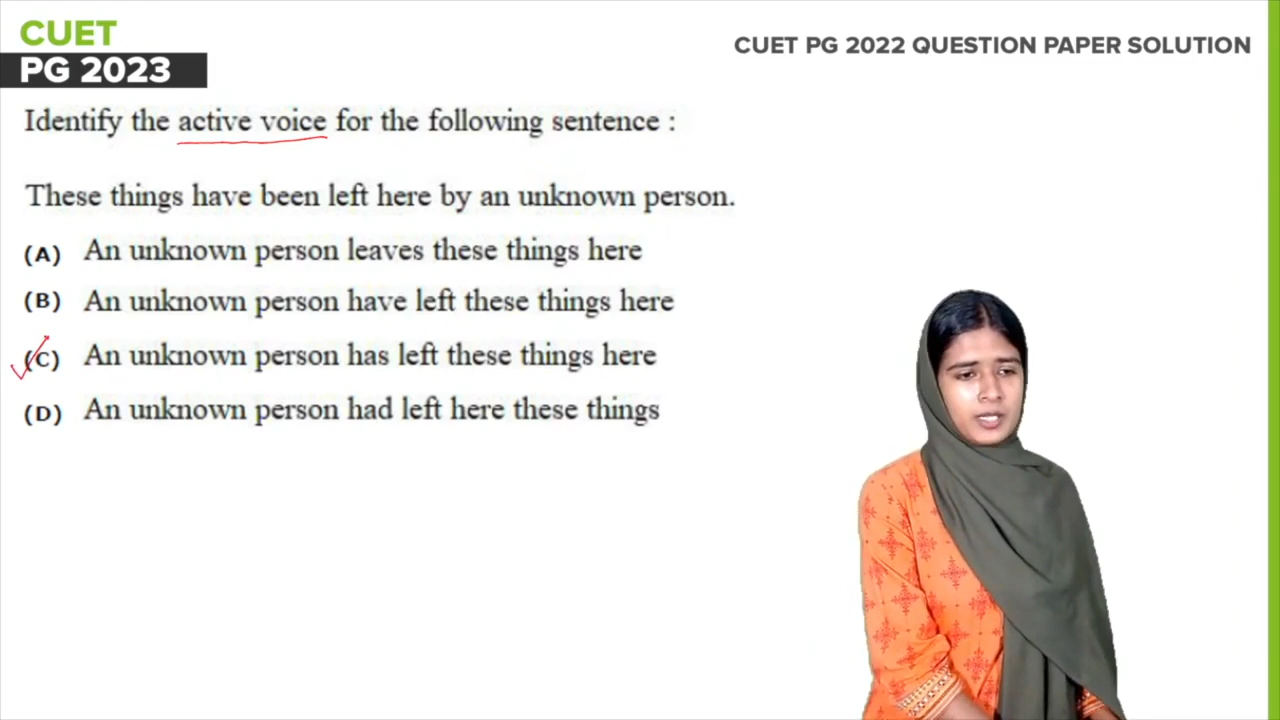 CUET
PG 2023
CUET PG 2022 QUESTION PAPER SOLUTION
Identify the active voice for the following sentence :
These things have been left here by an unknown person.
(A) An unknown person leaves these things here
(B) An unknown person have left these things here
(C) An unknown person has left these things here
(D) An unknown person had left here these things